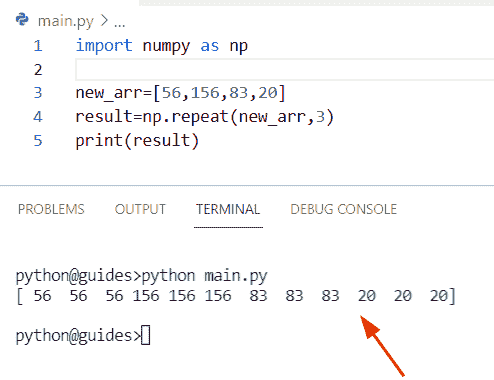 main.py > ...
1 import numpy as np
2
3 new_arr=[56,156,83,20]
4 result=np.repeat(new_arr,3)
5 print(result)
PROBLEMS OUTPUT TERMINAL DEBUG CONSOLE
python@guides>python main.py
[ 56  56  56 156 156 156  83  83  83  20  20  20]
python@guides>